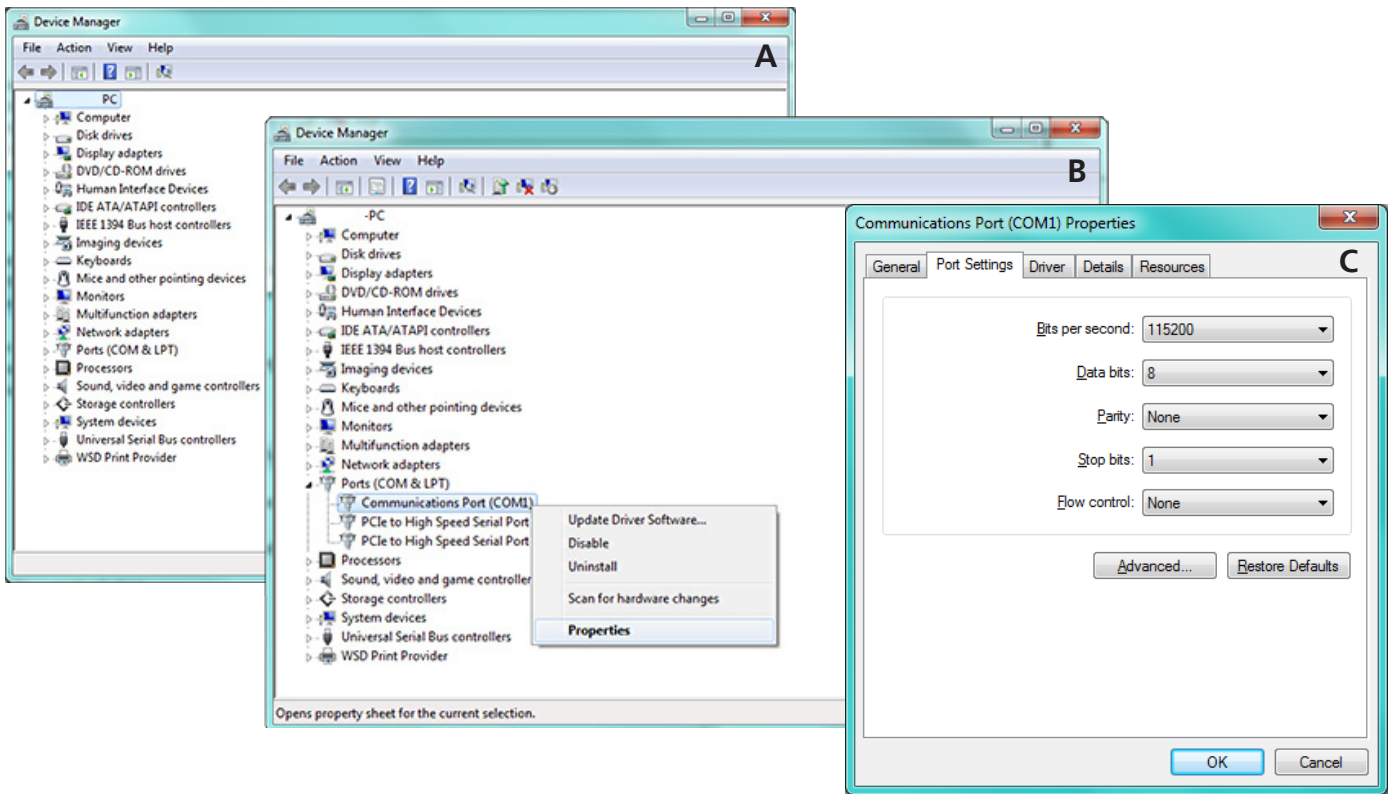 Device Manager
File Action View Help
A
PC
Computer
Disk drives
Display adapters
DVD/CD-ROM drives
Human Interface Devices
IDE ATA/ATAPI controllers
IEEE 1394 Bus host controllers
Imaging devices
Keyboards
Mice and other pointing devices
Monitors
Multifunction adapters
Network adapters
Ports (COM & LPT)
Processors
Sound, video and game controllers
Storage controllers
System devices
Universal Serial Bus controllers
WSD Print Provider
Device Manager
File Action View Help
B
-PC
Computer
Disk drives
Display adapters
DVD/CD-ROM drives
Human Interface Devices
IDE ATA/ATAPI controllers
IEEE 1394 Bus host controllers
Imaging devices
Keyboards
Mice and other pointing devices
Monitors
Multifunction adapters
Network adapters
Ports (COM & LPT)
Communications Port (COM1)
PCIe to High Speed Serial Port
PCIe to High Speed Serial Port
Processors
Sound, video and game controller
Storage controllers
System devices
Universal Serial Bus controllers
WSD Print Provider
Update Driver Software...
Disable
Uninstall
Scan for hardware changes
Properties
Opens property sheet for the current selection.
Communications Port (COM1) Properties
C
General Port Settings Driver Details Resources
Bits per second: 115200
Data bits: 8
Parity: None
Stop bits: 1
Flow control: None
Advanced... Restore Defaults
OK Cancel